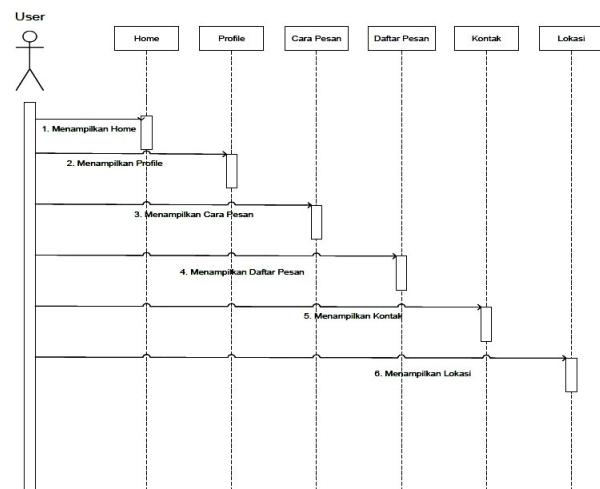 User
Home
Profile
Cara Pesan
Daftar Pesan
Kontak
Lokasi
1. Menampilkan Home
2. Menampilkan Profile
3. Menampilkan Cara Pesan
4. Menampilkan Daftar Pesan
5. Menampilkan Kontak
6. Menampilkan Lokasi